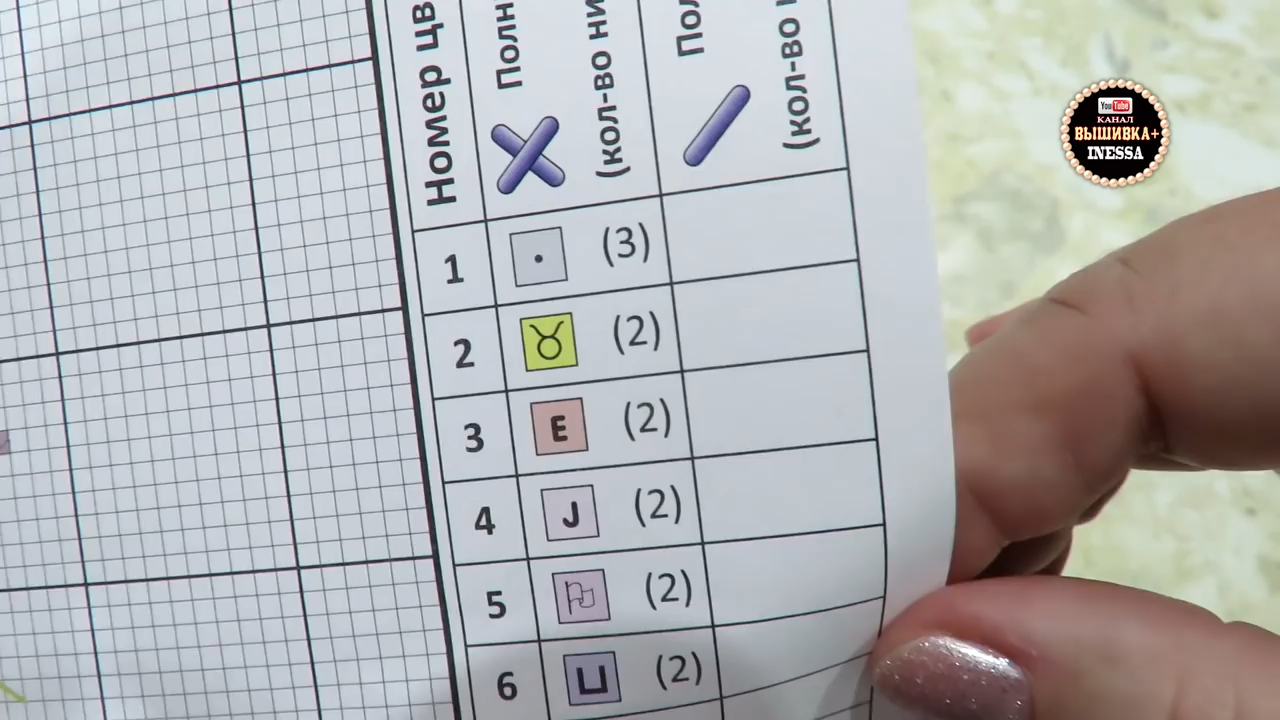 Номер цв
Полн
(кол-во ни
Пол
(кол-во
1 (3)
2 ♉ (2)
3 E (2)
4 J (2)
5 (2)
6 ⊔ (2)
YouTube
КАНАЛ
ВЫШИВКА+
INESSA